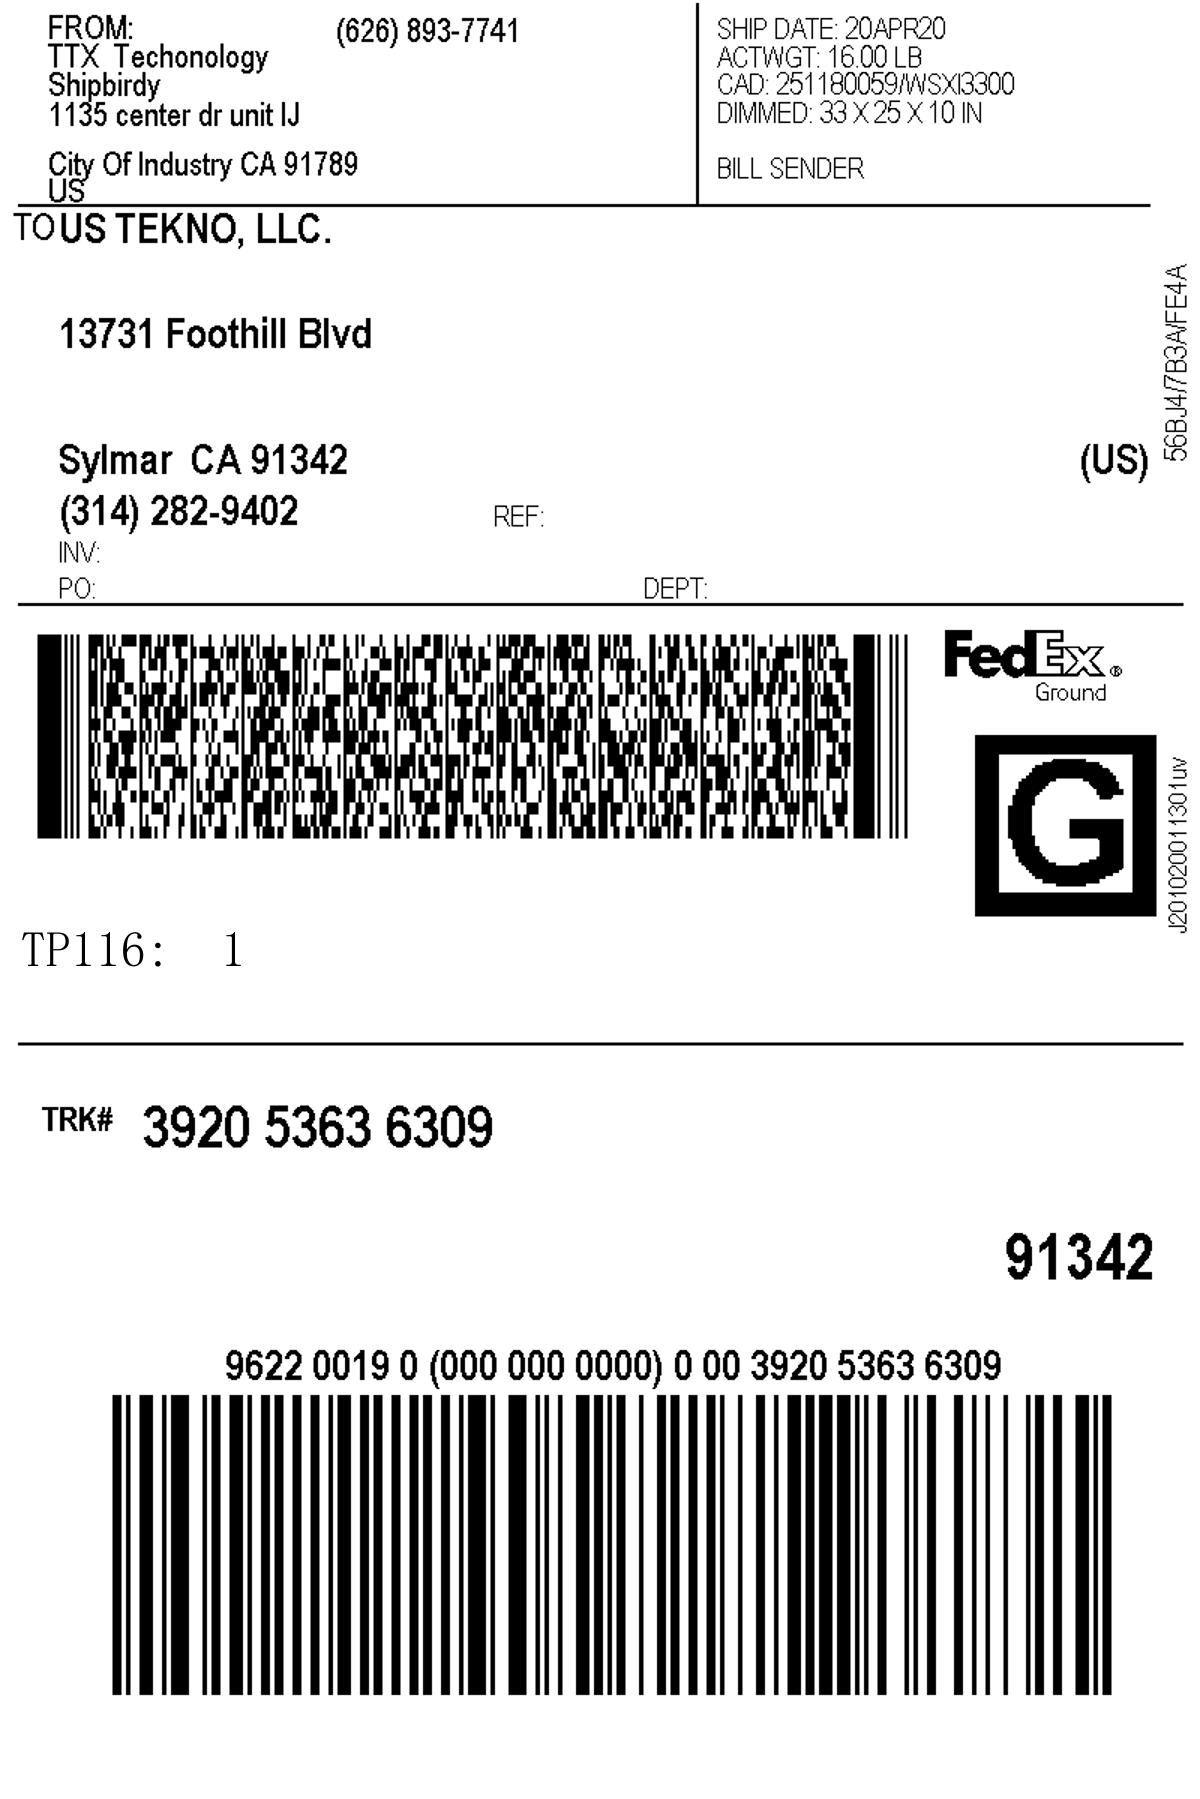 FROM: (626) 893-7741
TTX Techonology
Shipbirdy
1135 center dr unit IJ
City Of Industry CA 91789
US
SHIP DATE: 20APR20
ACTWGT: 16.00 LB
CAD: 251180059/WSXI3300
DIMMED: 33 X 25 X 10 IN
BILL SENDER
TO US TEKNO, LLC.
13731 Foothill Blvd
Sylmar CA 91342 (US)
(314) 282-9402 REF:
INV:
PO: DEPT:
56BJ4/7B3A/FE4A
FedEx®
Ground
G
J201020011301uv
TP116: 1
TRK# 3920 5363 6309
91342
9622 0019 0 (000 000 0000) 0 00 3920 5363 6309